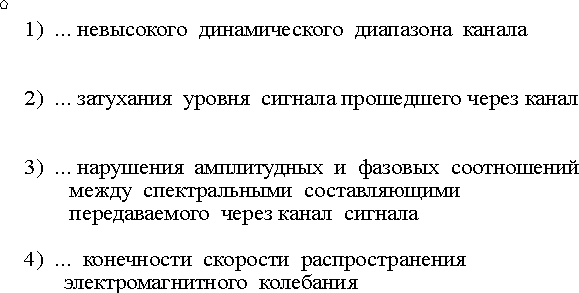 1) ... невысокого динамического диапазона канала
2) ... затухания уровня сигнала прошедшего через канал
3) ... нарушения амплитудных и фазовых соотношений
между спектральными составляющими
передаваемого через канал сигнала
4) ... конечности скорости распространения
электромагнитного колебания